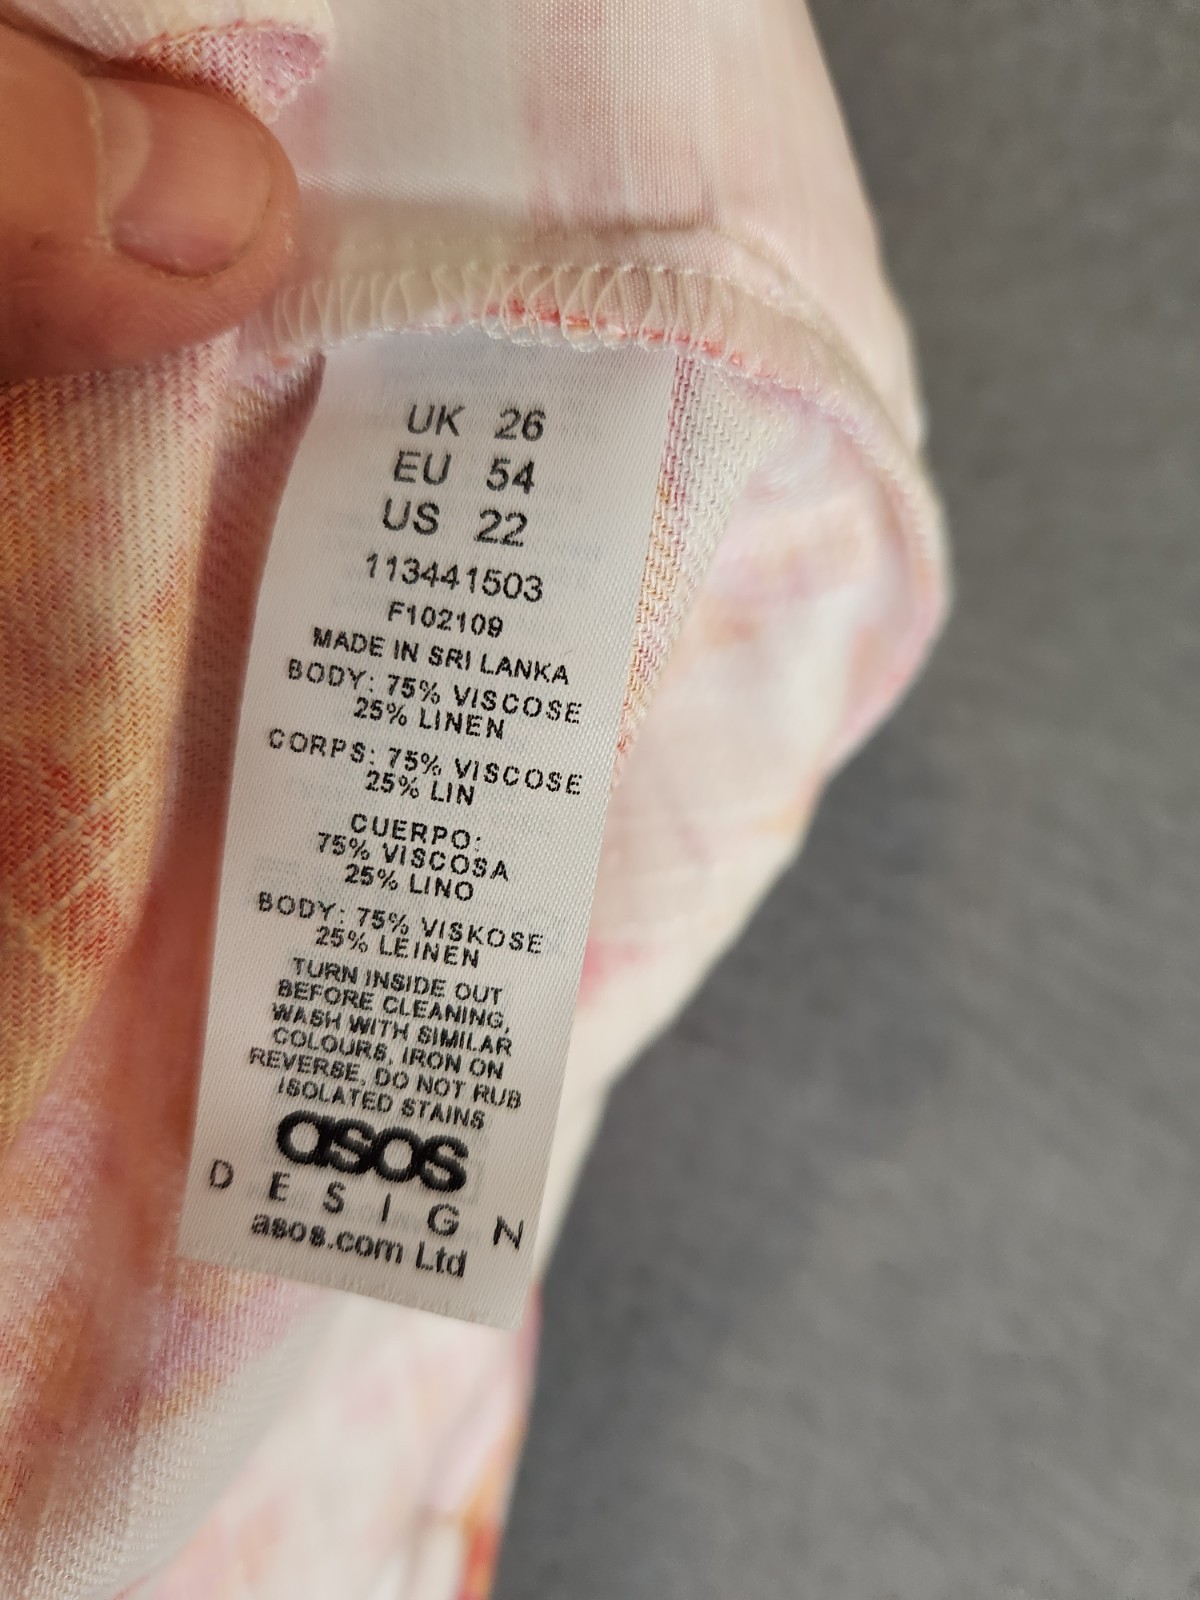 UK 26
EU 54
US 22
113441503
F102109
MADE IN SRI LANKA
BODY: 75% VISCOSE
25% LINEN
CORPS: 75% VISCOSE
25% LIN
CUERPO:
75% VISCOSA
25% LINO
BODY: 75% VISKOSE
25% LEINEN
TURN INSIDE OUT
BEFORE CLEANING,
WASH WITH SIMILAR
COLOURS, IRON ON
REVERSE, DO NOT RUB
ISOLATED STAINS
asos
DESIGN
asos.com Ltd